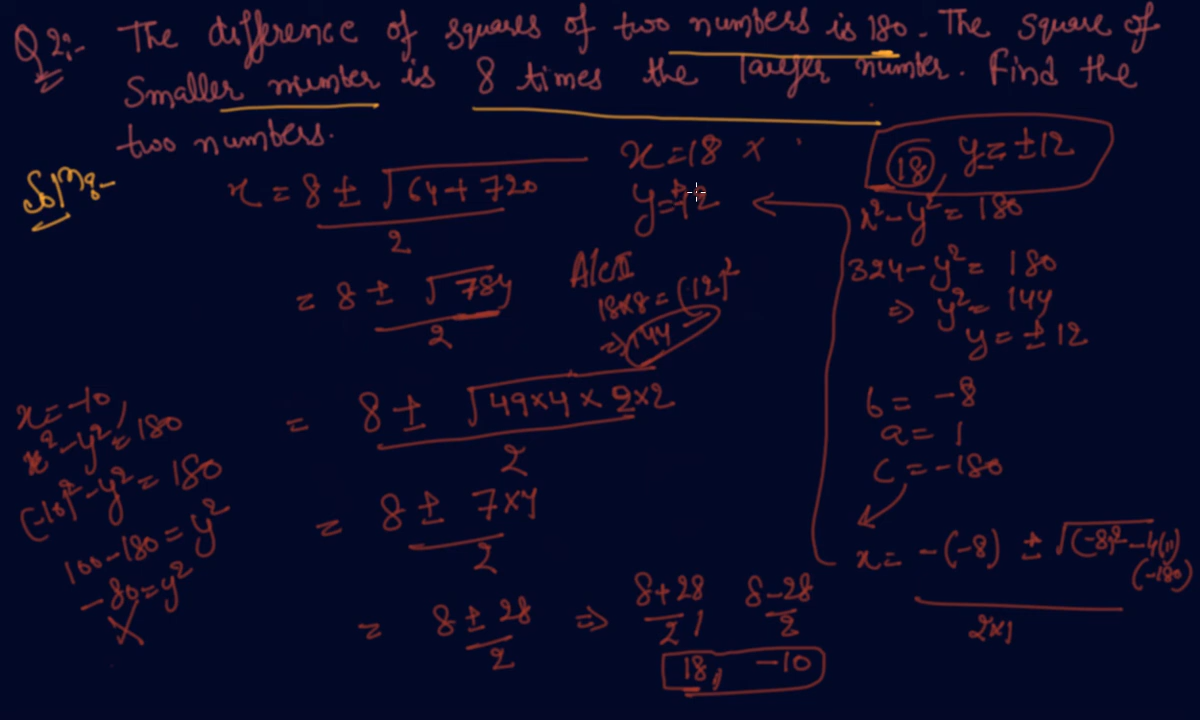 Q 2:- The difference of squares of two numbers is 180. The square of
smaller number is 8 times the larger number. Find the
two numbers.
Soln:-
x = 8 ± √64 + 720
2
= 8 ± √784
2
= 8 ± √49×4×2×2
2
= 8 ± 7×4
2
= 8 ± 28 ⇒ 8+28, 8-28
2 2 2
18, -10
x = -10,
x² - y² = 180
(-10)² - y² = 180
100 - 180 = y²
-80 = y²
x = 18 x
y = ±12
A/c II
18×8 = (12)²
⇒ 144
18, y = ±12
x² - y² = 180
324 - y² = 180
⇒ y² = 144
y = ±12
b = -8
a = 1
c = -180
x = -(-8) ± √(-8)² - 4(1)
(-180)
2×1